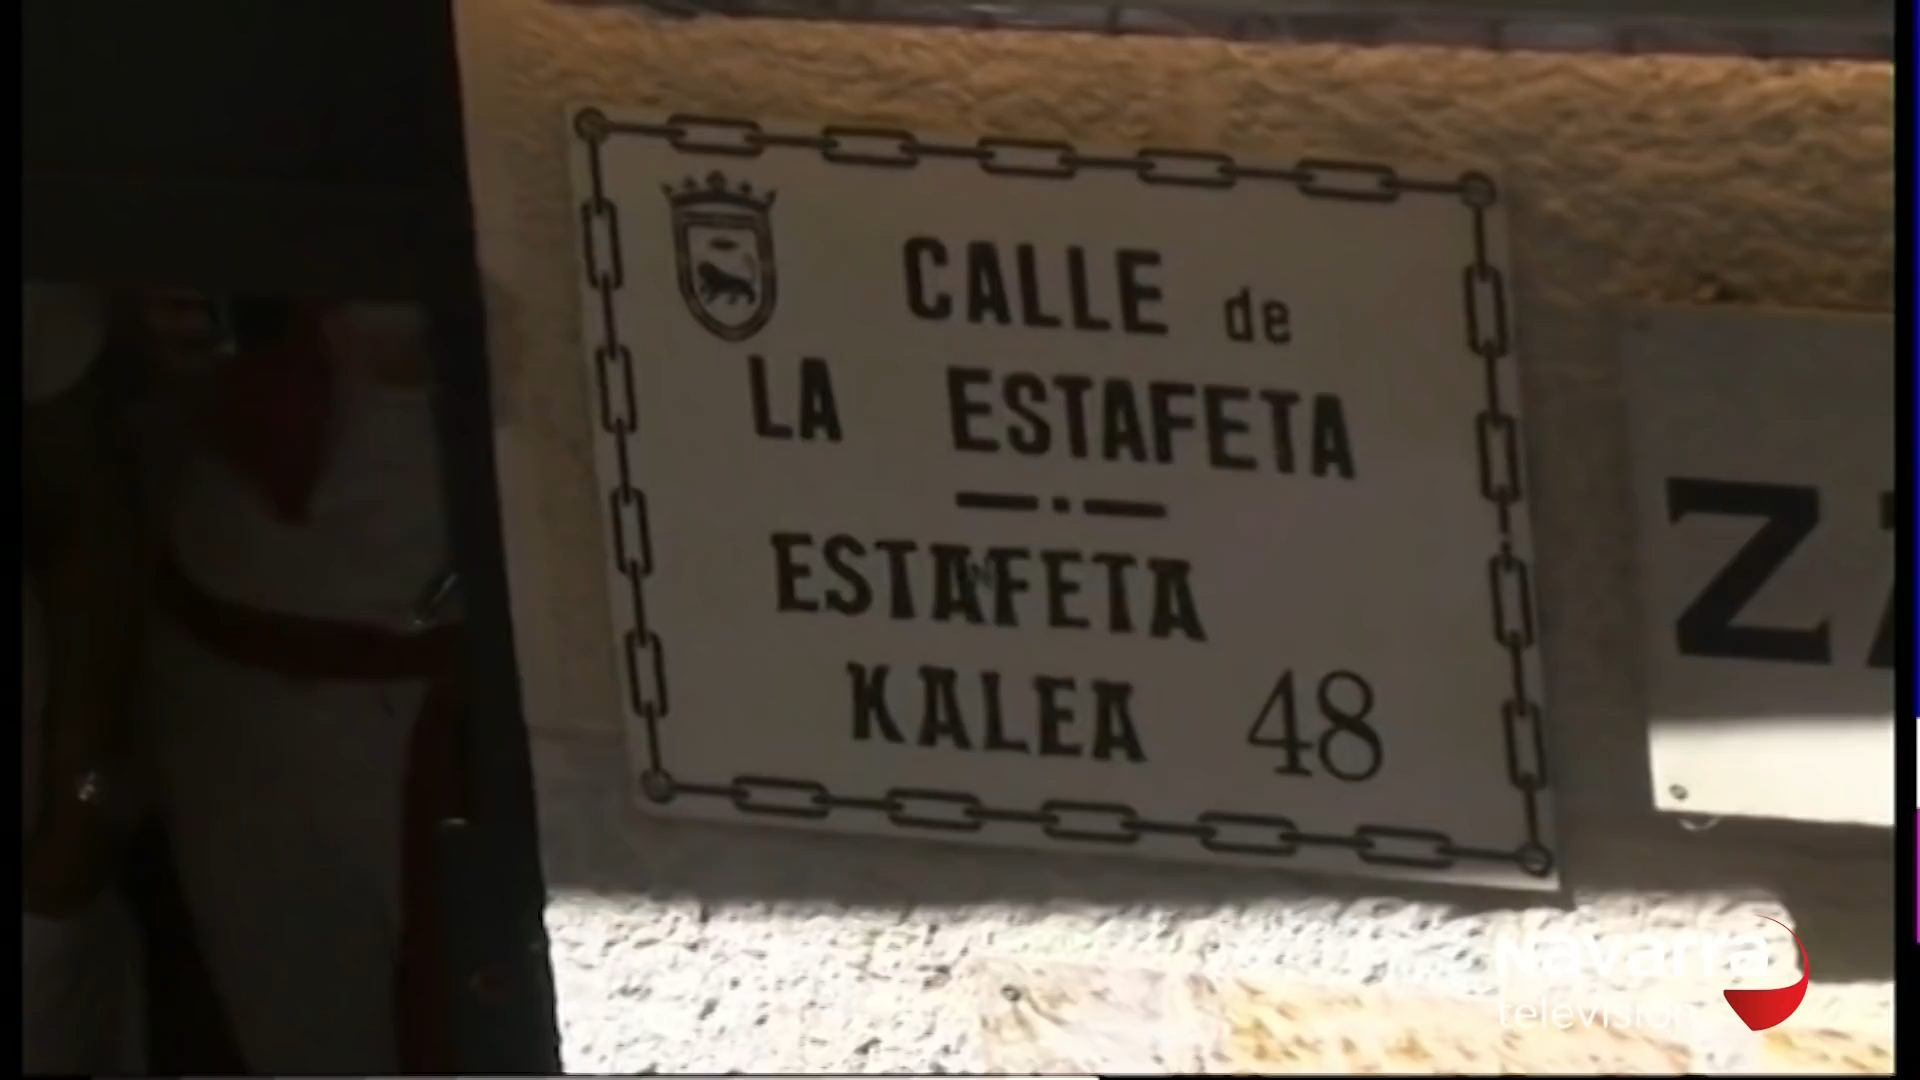 CALLE de
LA ESTAFETA
ESTAFETA
KALEA 48
Z
Navarra
televisión